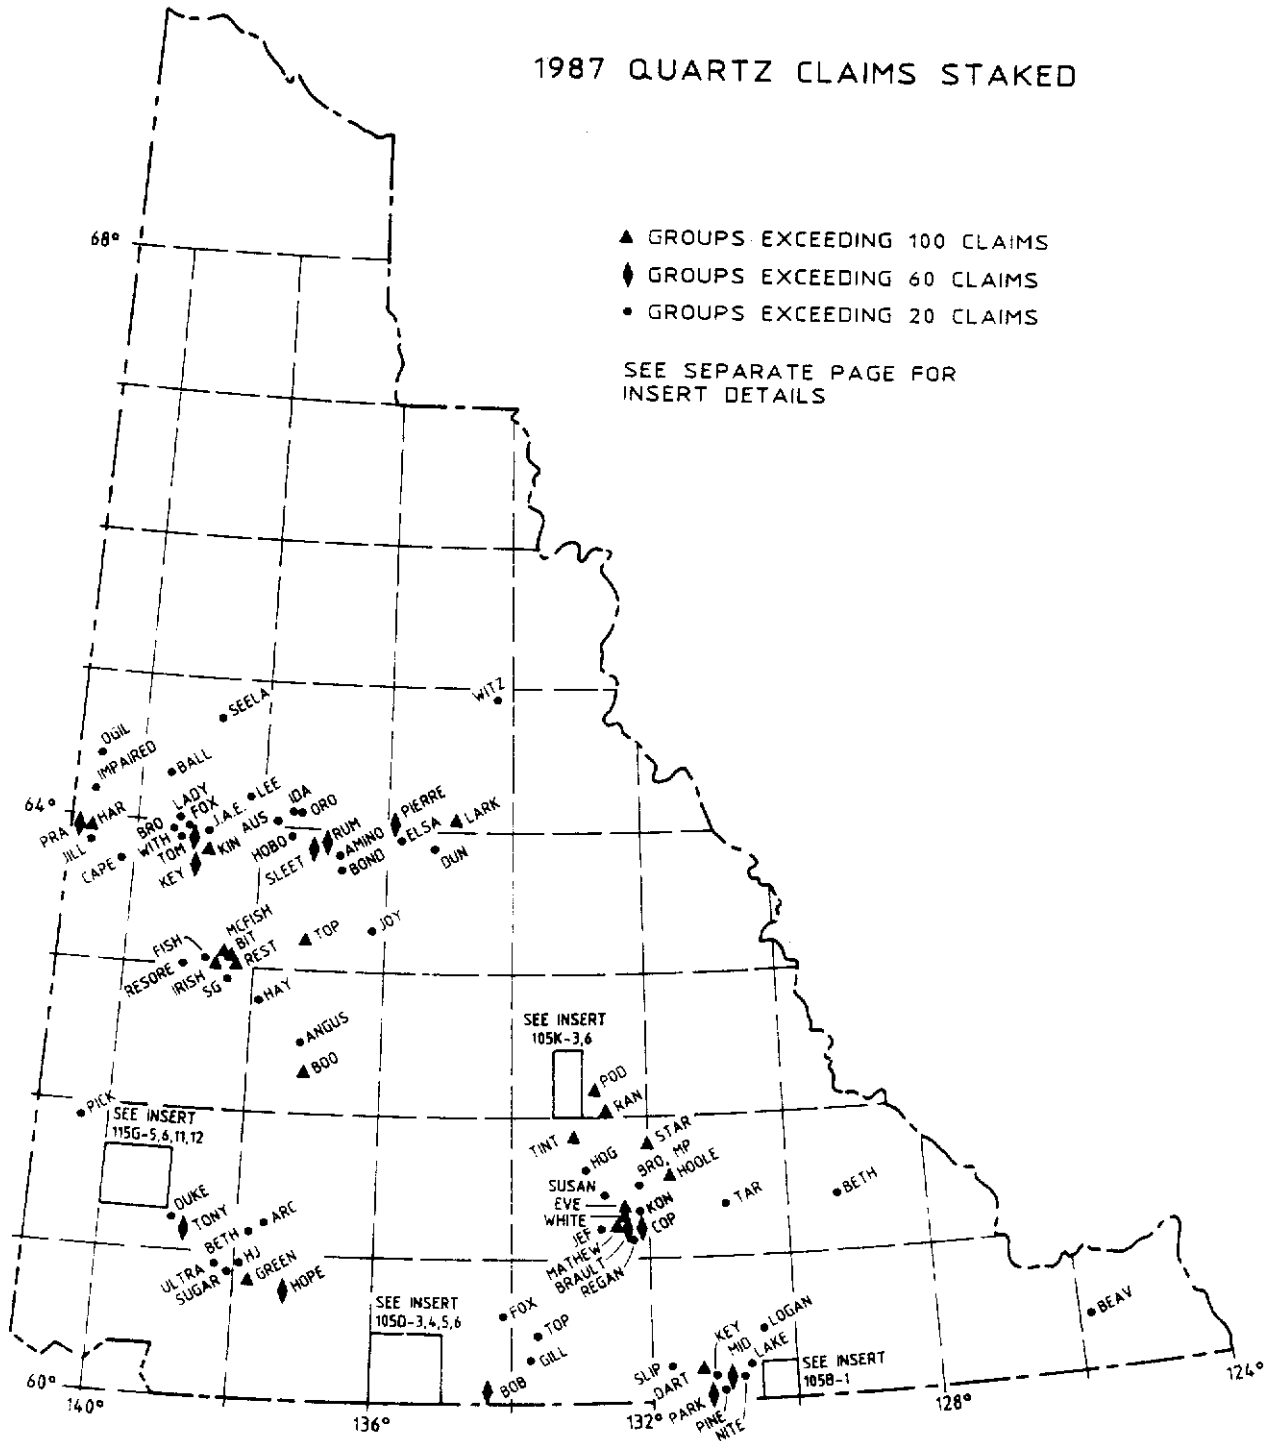 1987 QUARTZ CLAIMS STAKED
68°
▲ GROUPS EXCEEDING 100 CLAIMS
♦ GROUPS EXCEEDING 60 CLAIMS
• GROUPS EXCEEDING 20 CLAIMS
SEE SEPARATE PAGE FOR
INSERT DETAILS
WITZ
SEELA
OGIL
IMPAIRED
BALL
64°
LADY
FOX
J.A.E.
LEE
IDA
ORO
PIERRE
LARK
PRA
HAR
BRO
WITH
TOM
KIN
AUS
HOBO
RUM
AMINO
ELSA
JILL
CAPE
KEY
SLEET
BOND
DUN
FISH
MCFISH
BIT
REST
TOP
JOY
RESORE
IRISH
SG
HAY
ANGUS
BOO
SEE INSERT
105K-3,6
POD
RAN
PICK
SEE INSERT
115G-5,6,11,12
TINT
STAR
HOG
BRO, MP
HOOLE
SUSAN
EVE
WHITE
KON
COP
TAR
BETH
DUKE
TONY
BETH
ARC
JEF
MATHEW
BRAULT
REGAN
ULTRA
SUGAR
HJ
GREEN
HOPE
SEE INSERT
105D-3,4,5,6
FOX
TOP
GILL
BOB
LOGAN
BEAV
KEY
MID
LAKE
SLIP
DART
PARK
PINE
NITE
SEE INSERT
105B-1
60°
140°
136°
132°
128°
124°